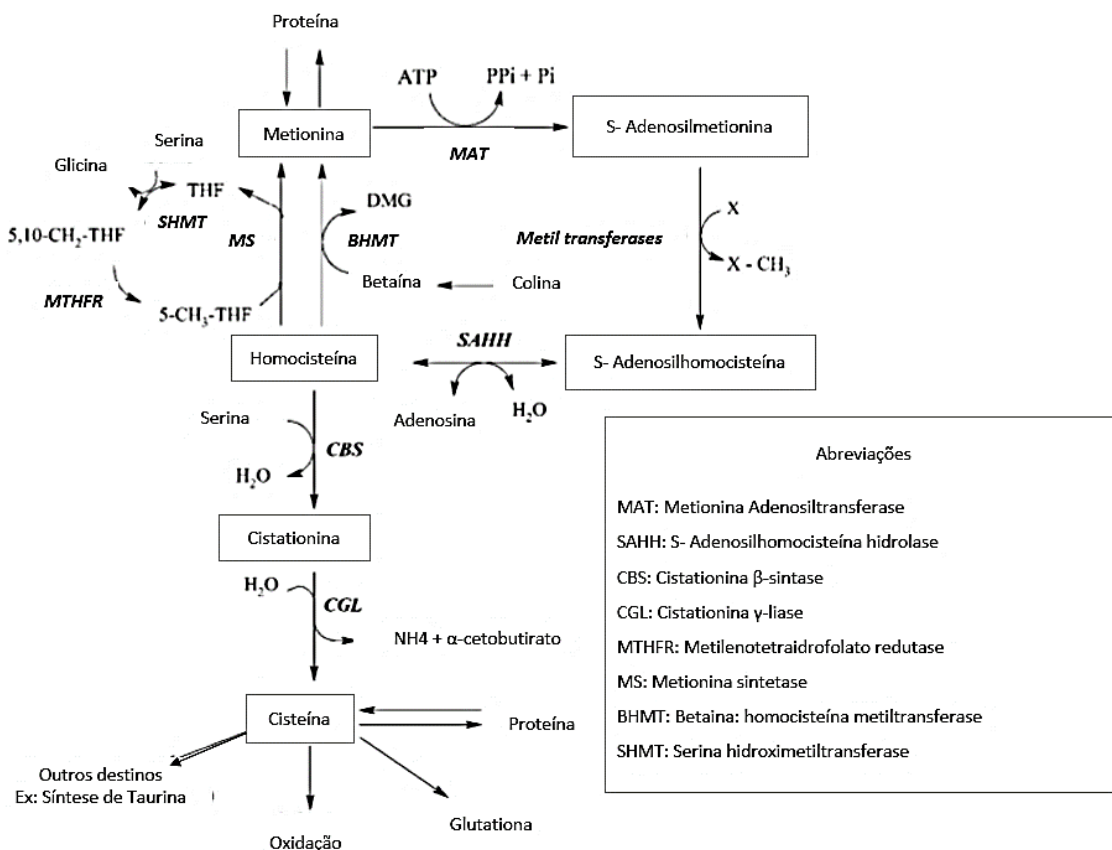 Proteína
ATP
PPi + Pi
Metionina
MAT
S- Adenosilmetionina
Serina
Glicina
THF
SHMT
5,10-CH₂-THF
MS
DMG
BHMT
Metil transferases
X
X - CH₃
MTHFR
5-CH₃-THF
Betaína
Colina
Homocisteína
SAHH
S- Adenosilhomocisteína
Adenosina
H₂O
Serina
CBS
H₂O
Cistationina
H₂O
CGL
NH4 + α-cetobutirato
Cisteína
Proteína
Outros destinos
Ex: Síntese de Taurina
Oxidação
Glutationa
Abreviações
MAT: Metionina Adenosiltransferase
SAHH: S- Adenosilhomocisteína hidrolase
CBS: Cistationina β-sintase
CGL: Cistationina γ-liase
MTHFR: Metilenotetraidrofolato redutase
MS: Metionina sintetase
BHMT: Betaina: homocisteína metiltransferase
SHMT: Serina hidroximetiltransferase